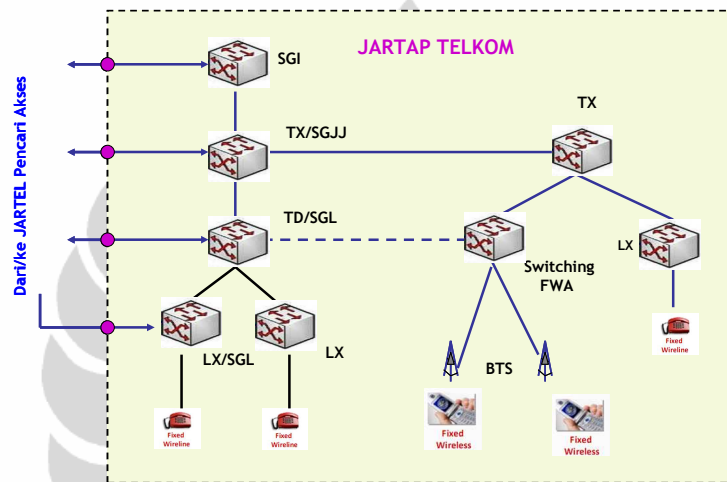 JARTAP TELKOM
SGI
TX
TX/SGJJ
Dari/ke JARTEL Pencari Akses
TD/SGL
LX
Switching
FWA
LX/SGL
LX
BTS
Fixed
Wireline
Fixed
Wireline
Fixed
Wireline
Fixed
Wireless
Fixed
Wireless